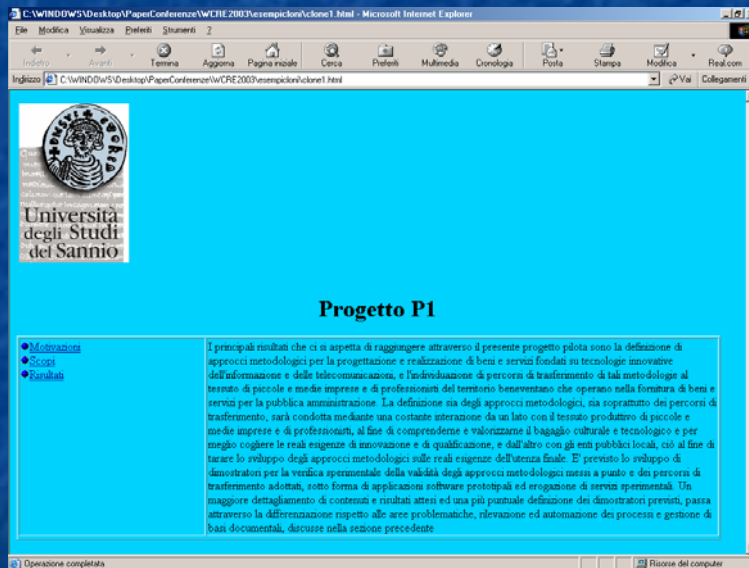 C:\WINDOWS\Desktop\PaperConferenze\WCRE2003\esempicloni\clone1.html - Microsoft Internet Explorer
File Modifica Visualizza Preferiti Strumenti ?
Indietro Avanti Termina Aggiorna Pagina iniziale Cerca Preferiti Multimedia Cronologia Posta Stampa Modifica Real.com
Indirizzo C:\WINDOWS\Desktop\PaperConferenze\WCRE2003\esempicloni\clone1.html Vai Collegamenti
Università
degli Studi
del Sannio
Progetto P1
Motivazioni
Scopi
Risultati
I principali risultati che ci si aspetta di raggiungere attraverso il presente progetto pilota sono la definizione di
approcci metodologici per la progettazione e realizzazione di beni e servizi fondati su tecnologie innovative
dell'informazione e delle telecomunicazioni, e l'individuazione di percorsi di trasferimento di tali metodologie al
tessuto di piccole e medie imprese e di professionisti del territorio beneventano che operano nella fornitura di beni e
servizi per la pubblica amministrazione. La definizione sia degli approcci metodologici, sia soprattutto dei percorsi di
trasferimento, sarà condotta mediante una costante interazione da un lato con il tessuto produttivo di piccole e
medie imprese e di professionisti, al fine di comprenderne e valorizzarne il bagaglio culturale e tecnologico e per
meglio cogliere le reali esigenze di innovazione e di qualificazione, e dall'altro con gli enti pubblici locali, ciò al fine di
tarare lo sviluppo degli approcci metodologici sulle reali esigenze dell'utenza finale. E' previsto lo sviluppo di
dimostratori per la verifica sperimentale della validità degli approcci metodologici messi a punto e dei percorsi di
trasferimento adottati, sotto forma di applicazioni software prototipali ed erogazione di servizi sperimentali. Un
maggiore dettagliamento di contenuti e risultati attesi ed una più puntuale definizione dei dimostratori previsti, passa
attraverso la differenziazione rispetto alle aree problematiche, rilevazione ed automazione dei processi e gestione di
basi documentali, discusse nella sezione precedente
Operazione completata Risorse del computer